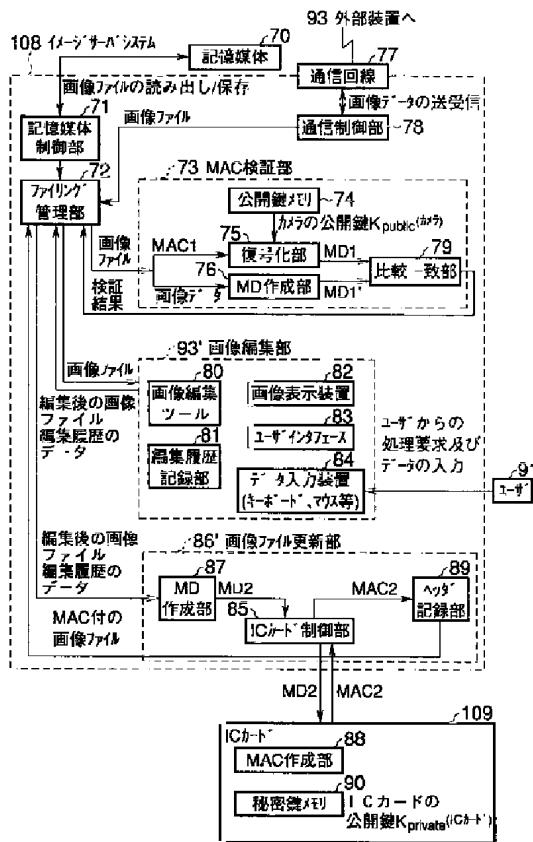 93 外部装置へ
108 イメージサーバシステム
70
記憶媒体
77
通信回線
画像ファイルの読み出し/保存
画像データの送受信
71
記憶媒体
制御部
画像ファイル
通信制御部
78
72
ファイリング
管理部
73 MAC検証部
公開鍵メモリ
74
カメラの公開鍵Kpublic(カメラ)
画像
ファイル
MAC1
75
復号化部
MD1
79
比較一致部
検証
結果
76
画像データ
MD作成部
MD1'
93' 画像編集部
画像ファイル
80
画像編集
ツール
82
画像表示装置
編集後の画像
ファイル
編集履歴の
データ
83
ユーザインタフェース
81
編集履歴
記録部
84
データ入力装置
(キーボード、マウス等)
ユーザからの
処理要求及び
データの入力
9'
ユーザ
86' 画像ファイル更新部
編集後の画像
ファイル
編集履歴の
データ
87
MD
作成部
MD2
85
ICカード制御部
MAC2
89
ヘッダ
記録部
MAC付の
画像ファイル
MD2
MAC2
109
ICカード
88
MAC作成部
90
秘密鍵メモリ
ICカードの
公開鍵Kprivate(ICカード)